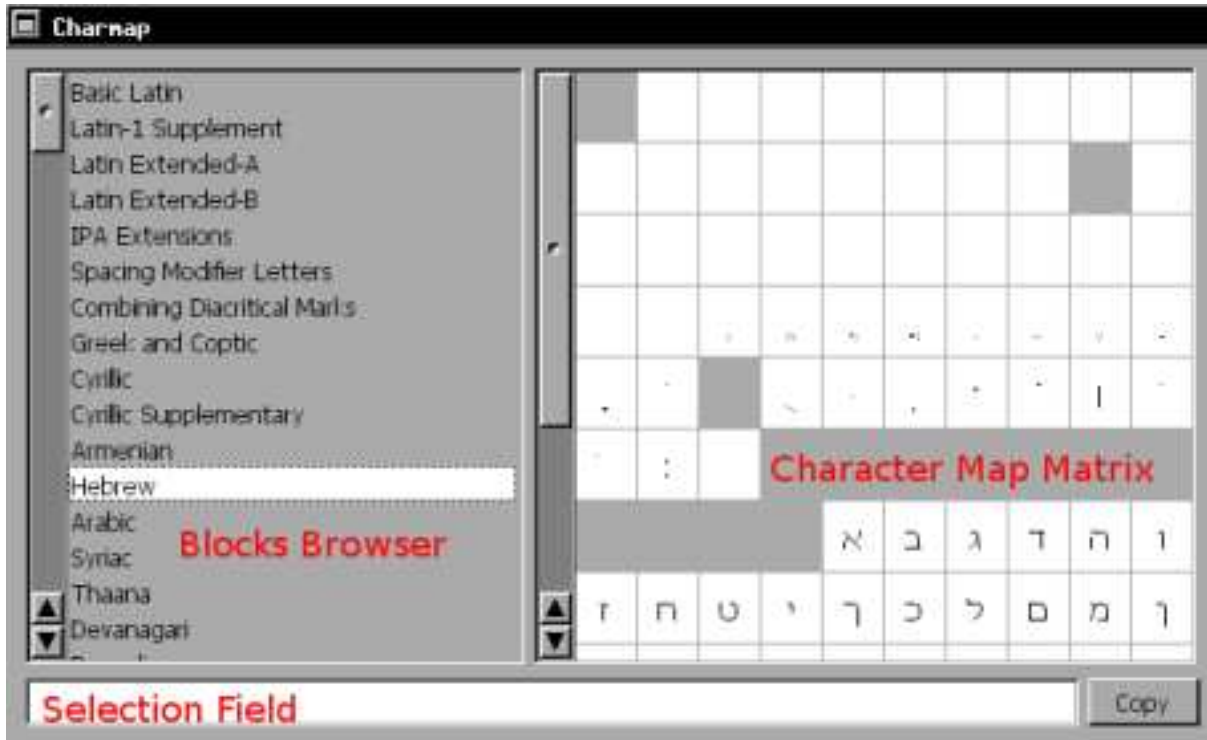 Charmap
Basic Latin
Latin-1 Supplement
Latin Extended-A
Latin Extended-B
IPA Extensions
Spacing Modifier Letters
Combining Diacritical Marks
Greek and Coptic
Cyrillic
Cyrillic Supplementary
Armenian
Hebrew
Arabic
Syriac
Thaana
Devanagari
Blocks Browser
Character Map Matrix
א ב ג ד ה ו
ז ח ט י ך כ ל ם מ ן
Selection Field
Copy